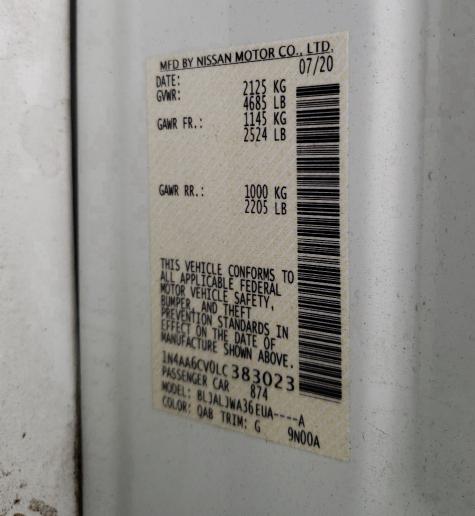 MFD BY NISSAN MOTOR CO., LTD.
DATE: 07/20
GVWR: 2125 KG
4685 LB
GAWR FR.: 1145 KG
2524 LB
GAWR RR.: 1000 KG
2205 LB
THIS VEHICLE CONFORMS TO
ALL APPLICABLE FEDERAL
MOTOR VEHICLE SAFETY,
BUMPER, AND THEFT
PREVENTION STANDARDS IN
EFFECT ON THE DATE OF
MANUFACTURE SHOWN ABOVE.
1N4AA6CV0LC383023
PASSENGER CAR 874
MODEL: BLJALJWA36EUA----A
COLOR: QAB TRIM: G 9N00A